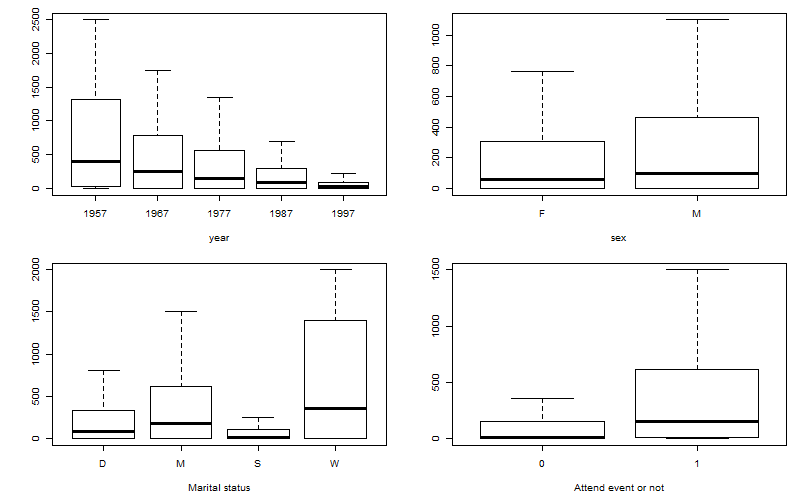 0 500 1000 1500 2000 2500
1957 1967 1977 1987 1997
year
0 200 400 600 800 1000
F M
sex
0 500 1000 1500 2000
D M S W
Marital status
0 500 1000 1500
0 1
Attend event or not